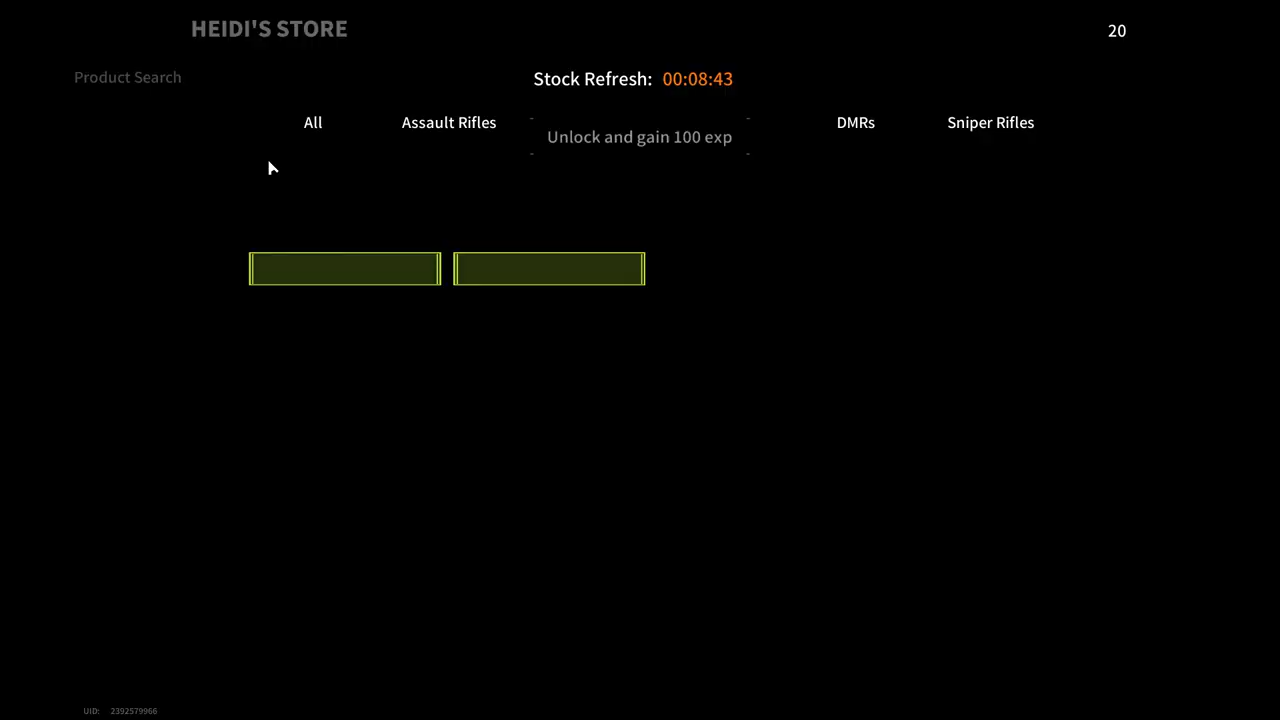 HEIDI'S STORE
20
Product Search
Stock Refresh: 00:08:43
All
Assault Rifles
Unlock and gain 100 exp
DMRs
Sniper Rifles
UID: 2392579966